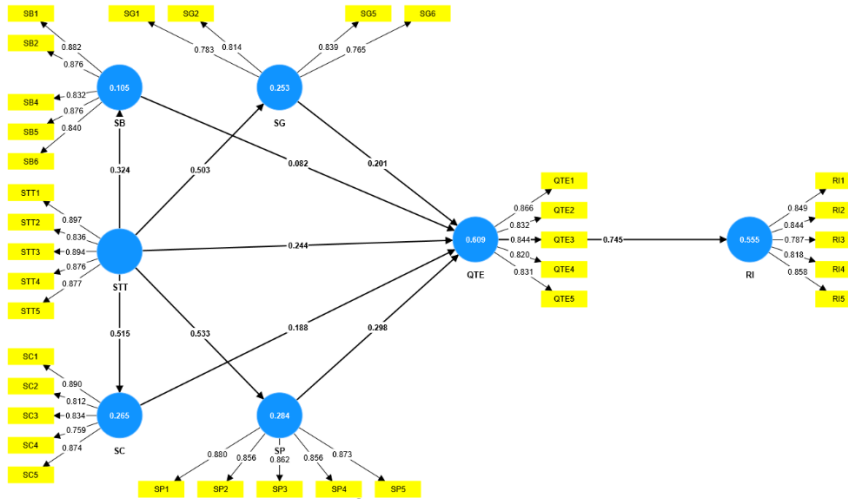 SB1
SG1
SG2
SG5
SG6
0.882
0.783
0.814
0.839
0.765
SB2
0.876
SB4
0.832
0.105
0.253
SB5
0.876
SB
SG
SB6
0.840
0.324
0.503
0.082
0.201
STT1
0.897
STT2
0.836
STT3
0.894
STT4
0.876
STT5
0.877
STT
0.244
0.609
QTE
QTE1
0.866
QTE2
0.832
QTE3
0.844
QTE4
0.820
QTE5
0.831
0.745
0.555
RI
RI1
0.849
RI2
0.844
RI3
0.787
RI4
0.818
RI5
0.858
0.515
0.533
0.188
0.298
SC1
0.890
SC2
0.812
SC3
0.834
SC4
0.759
SC5
0.874
0.265
SC
0.284
SP
0.880
0.856
0.862
0.856
0.873
SP1
SP2
SP3
SP4
SP5